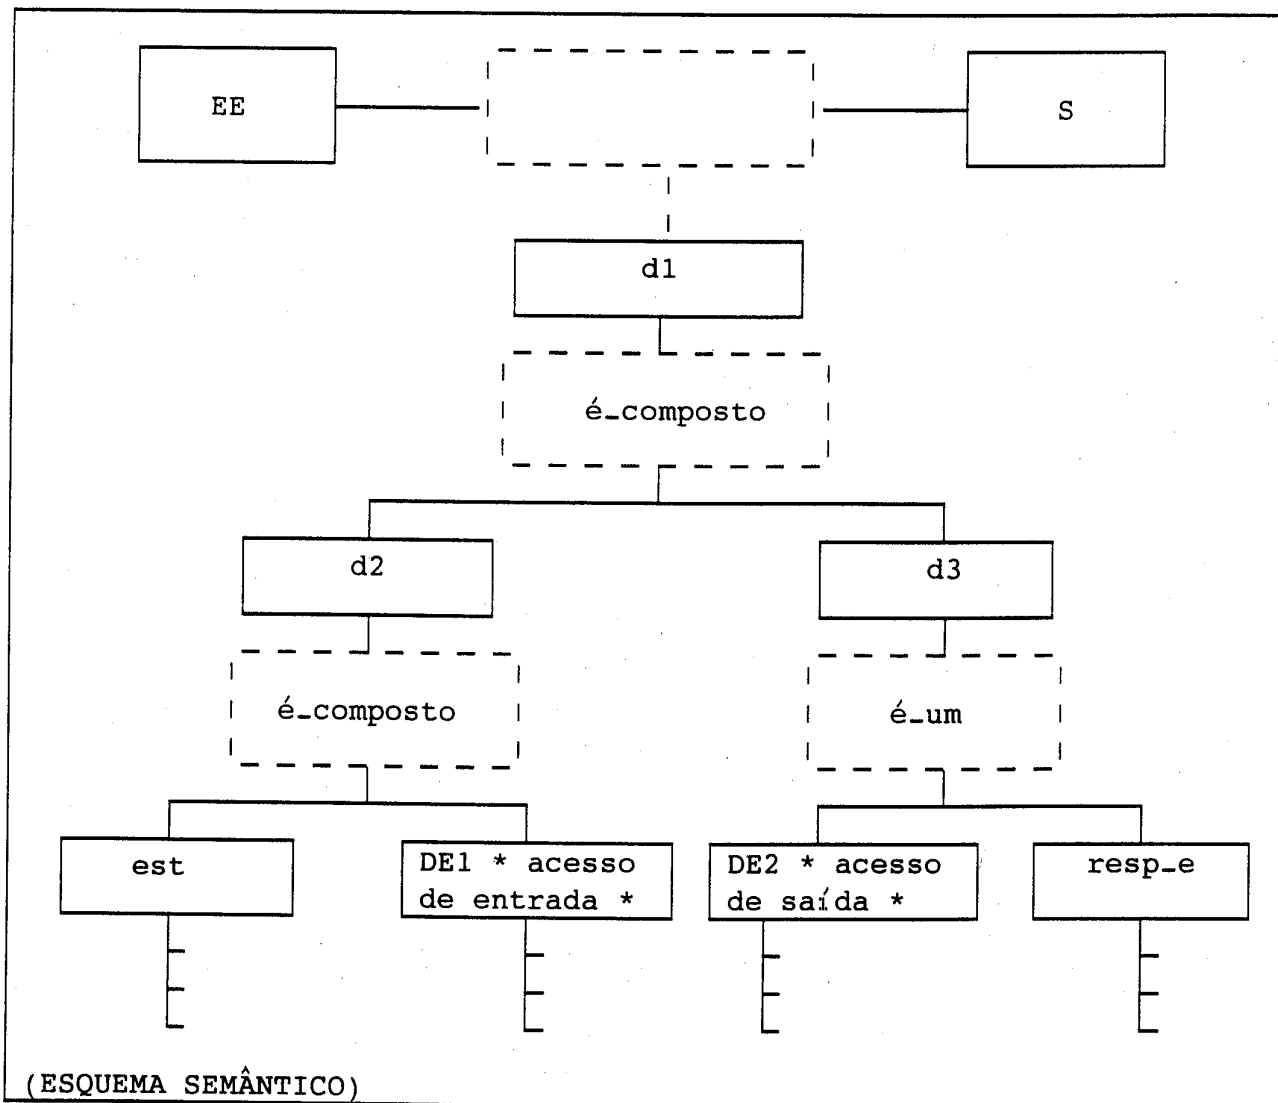 EE
S
d1
é_composto
d2
d3
é_composto
é_um
est
DE1 * acesso
de entrada *
DE2 * acesso
de saída *
resp_e
(ESQUEMA SEMÂNTICO)